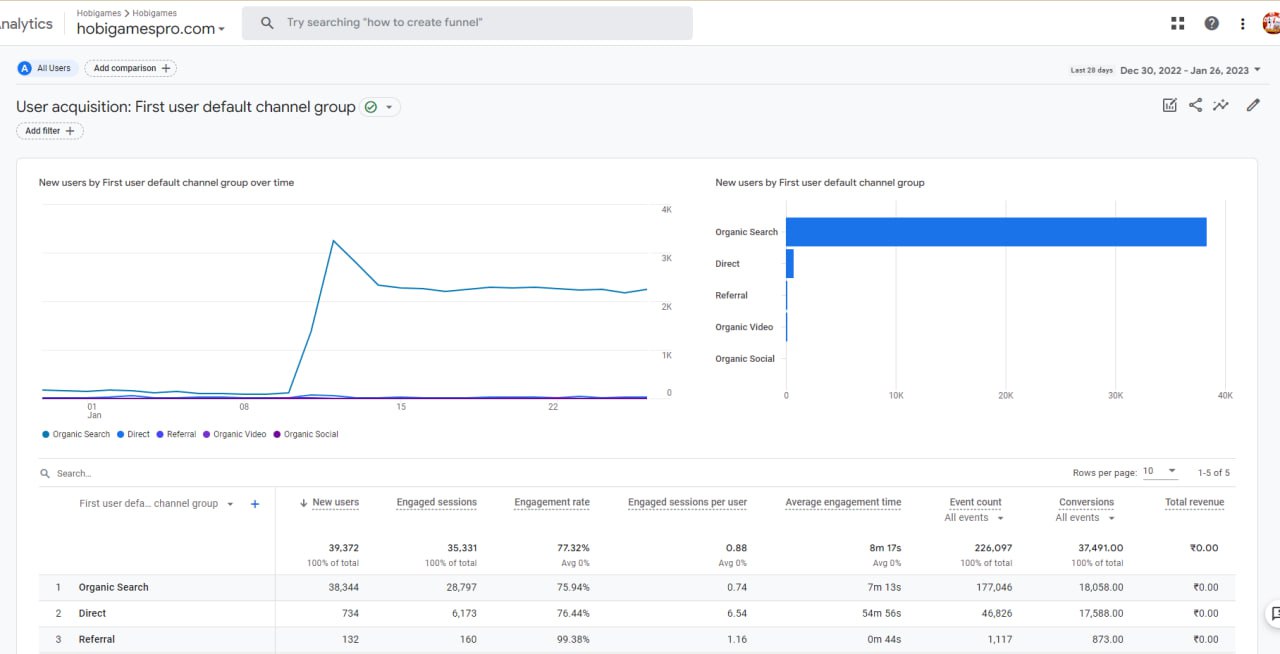 nalytics
Hobigames > Hobigames
hobigamespro.com
Try searching "how to create funnel"
A All Users
Add comparison +
Last 28 days Dec 30, 2022 - Jan 26, 2023
User acquisition: First user default channel group
Add filter +
New users by First user default channel group over time
4K
3K
2K
1K
0
01
Jan
08
15
22
Organic Search Direct Referral Organic Video Organic Social
New users by First user default channel group
Organic Search
Direct
Referral
Organic Video
Organic Social
0 10K 20K 30K 40K
Search...
Rows per page: 10 1-5 of 5
First user defa... channel group + ↓ New users Engaged sessions Engagement rate Engaged sessions per user Average engagement time Event count Conversions Total revenue
All events All events
39,372 35,331 77.32% 0.88 8m 17s 226,097 37,491.00 ₹0.00
100% of total 100% of total Avg 0% Avg 0% Avg 0% 100% of total 100% of total
1 Organic Search 38,344 28,797 75.94% 0.74 7m 13s 177,046 18,058.00 ₹0.00
2 Direct 734 6,173 76.44% 6.54 54m 56s 46,826 17,588.00 ₹0.00
3 Referral 132 160 99.38% 1.16 0m 44s 1,117 873.00 ₹0.00